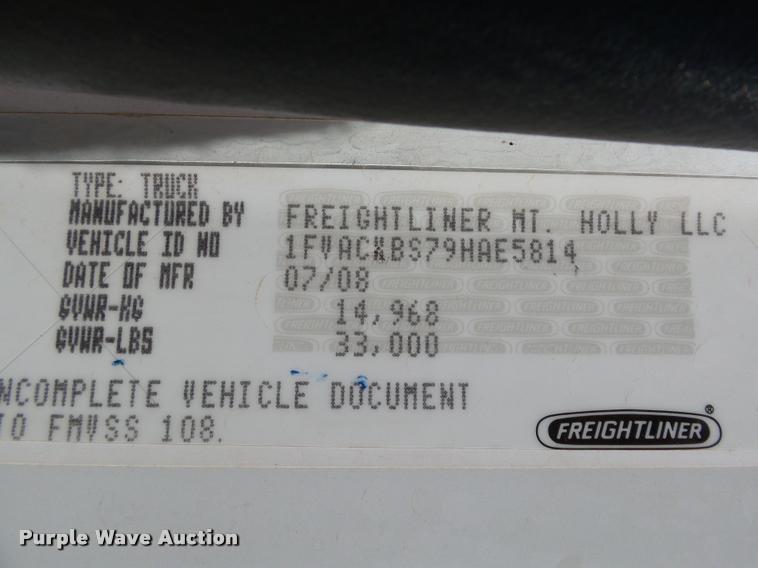 TYPE: TRUCK
MANUFACTURED BY FREIGHTLINER MT. HOLLY LLC
VEHICLE ID NO 1FVACXBS79HAE5814
DATE OF MFR 07/08
GVWR-KG 14,968
GVWR-LBS 33,000
NCOMPLETE VEHICLE DOCUMENT
TO FMVSS 108.
FREIGHTLINER®
Purple Wave Auction